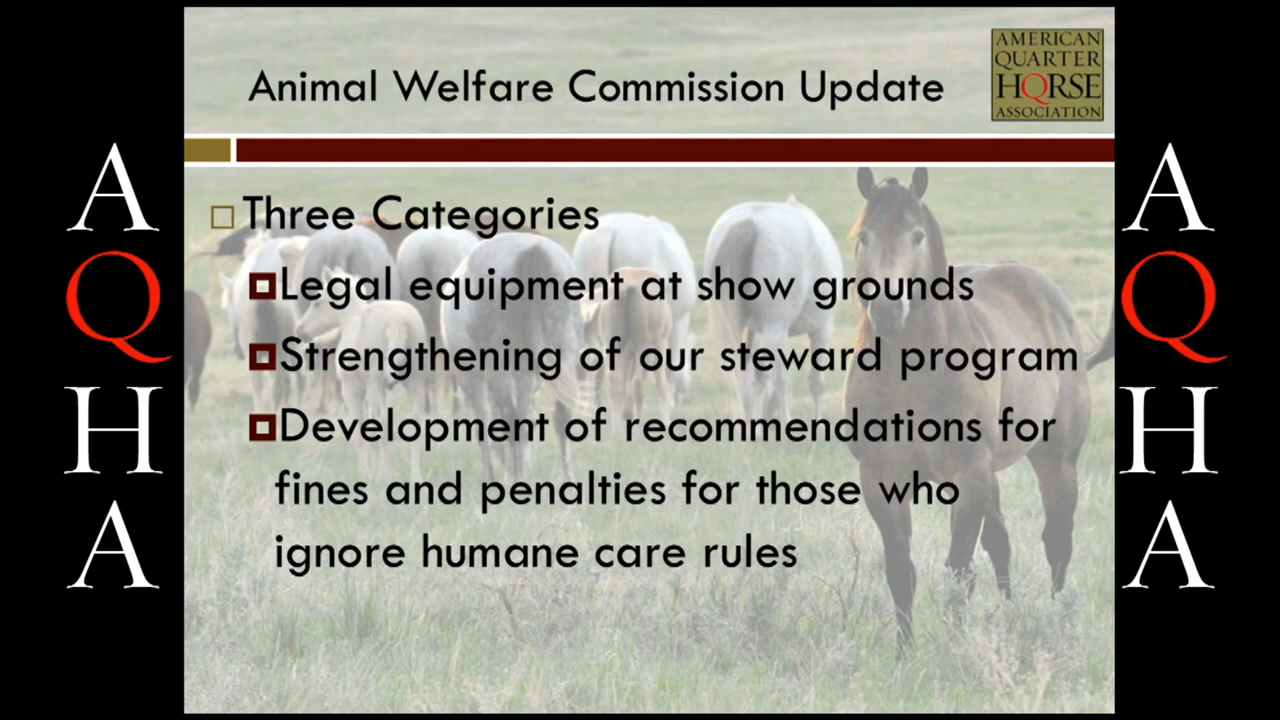 Animal Welfare Commission Update
AMERICAN
QUARTER
HORSE
ASSOCIATION
A
Q
H
A
Three Categories
Legal equipment at show grounds
Strengthening of our steward program
Development of recommendations for
fines and penalties for those who
ignore humane care rules
A
Q
H
A